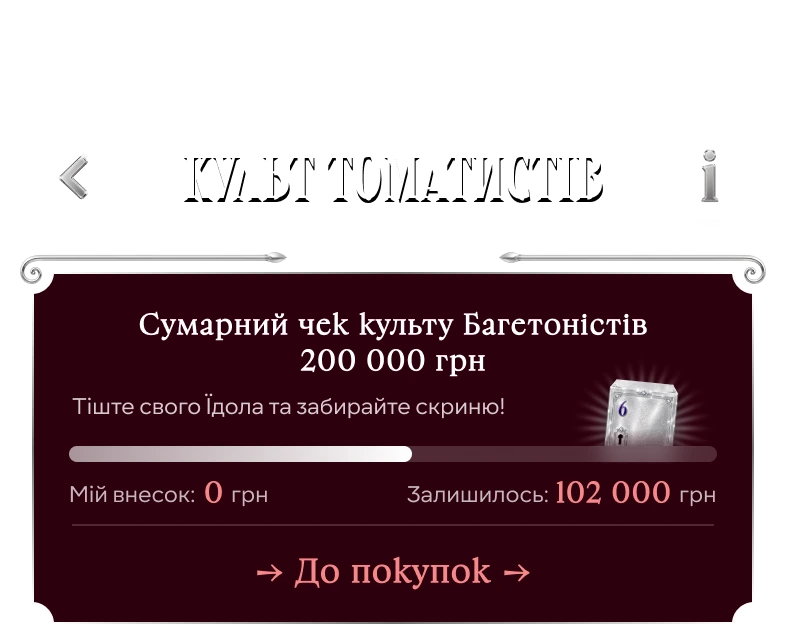 КУЛЬТ ТОМАТИСТІВ
Сумарний чек культу Багетоністів
200 000 грн
Тіште свого Їдола та забирайте скриню!
6
Мій внесок: 0 грн
Залишилось: 102 000 грн
→ До покупок →